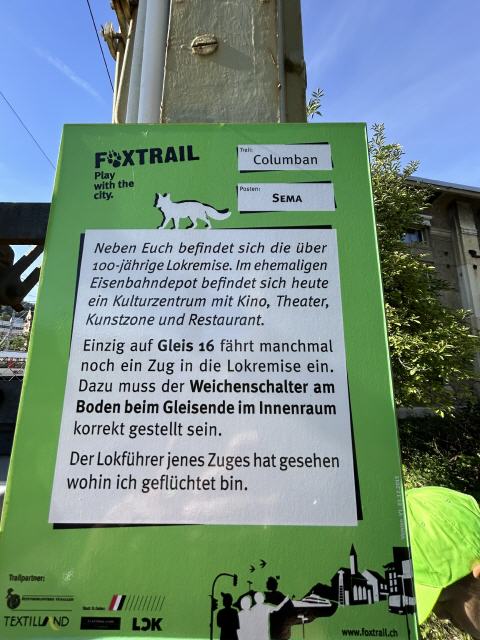 FOXTRAIL
Play
with the
city.
Trail:
Columban
Posten:
SEMA
Neben Euch befindet sich die über
100-jährige Lokremise. Im ehemaligen
Eisenbahndepot befindet sich heute
ein Kulturzentrum mit Kino, Theater,
Kunstzone und Restaurant.
Einzig auf Gleis 16 fährt manchmal
noch ein Zug in die Lokremise ein.
Dazu muss der Weichenschalter am
Boden beim Gleisende im Innenraum
korrekt gestellt sein.
Der Lokführer jenes Zuges hat gesehen
wohin ich geflüchtet bin.
Trailpartner:
TEXTILLAND
LOK
www.foxtrail.ch